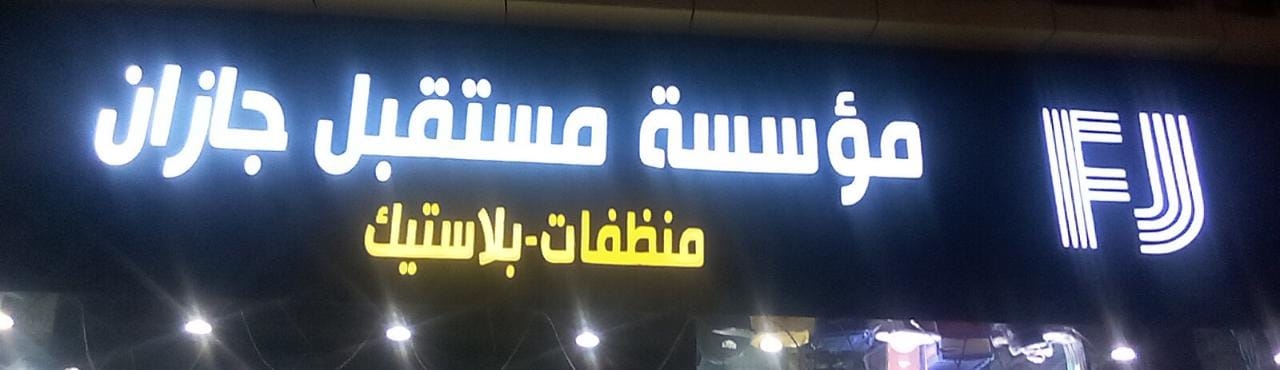 مؤسسة مستقبل جازان
منظفات-بلاستيك
FJ